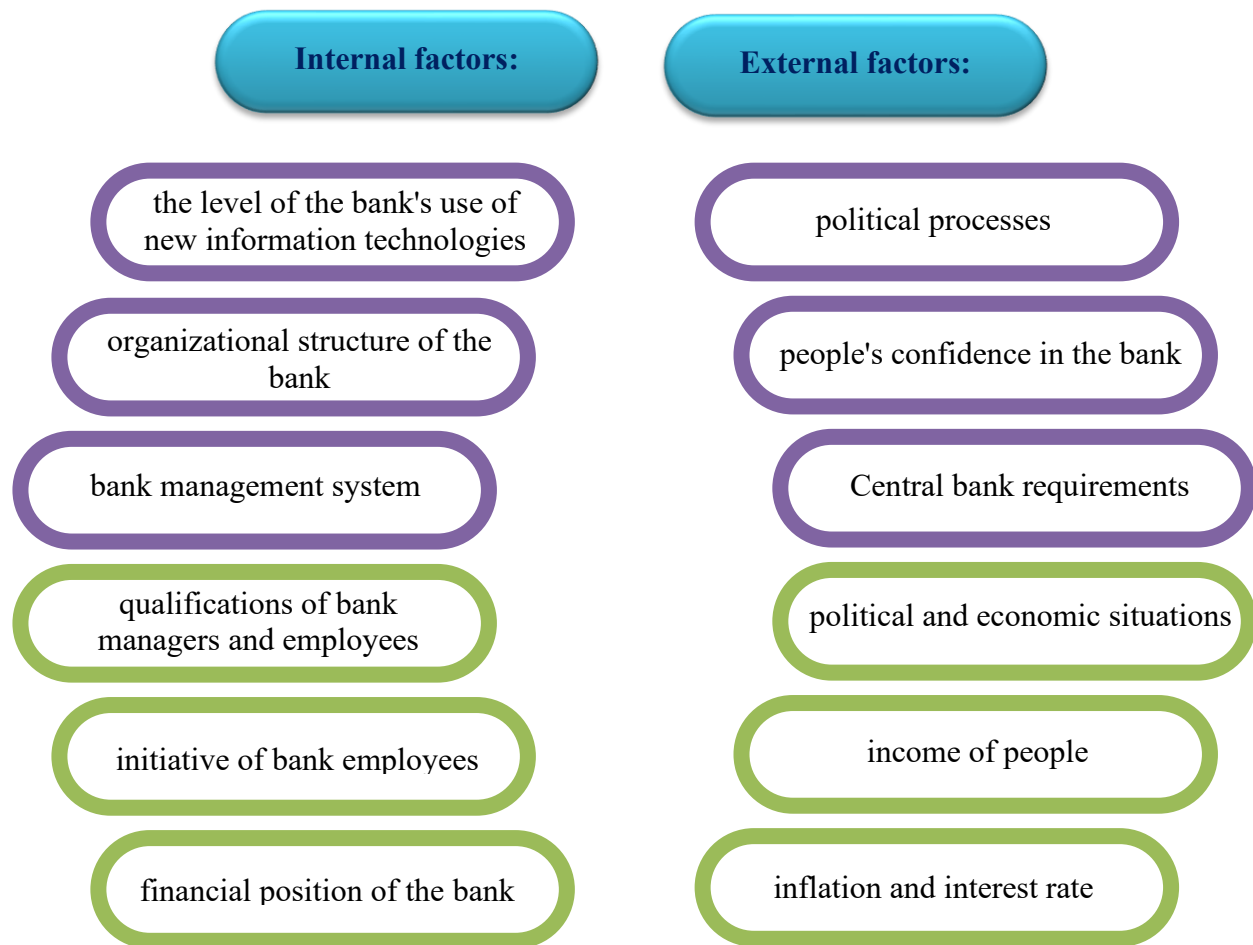 Internal factors:
the level of the bank's use of
new information technologies
organizational structure of the
bank
bank management system
qualifications of bank
managers and employees
initiative of bank employees
financial position of the bank
External factors:
political processes
people's confidence in the bank
Central bank requirements
political and economic situations
income of people
inflation and interest rate